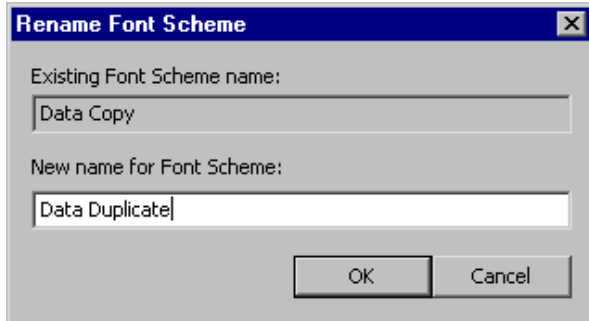 Rename Font Scheme
Existing Font Scheme name:
Data Copy
New name for Font Scheme:
Data Duplicate
OK Cancel